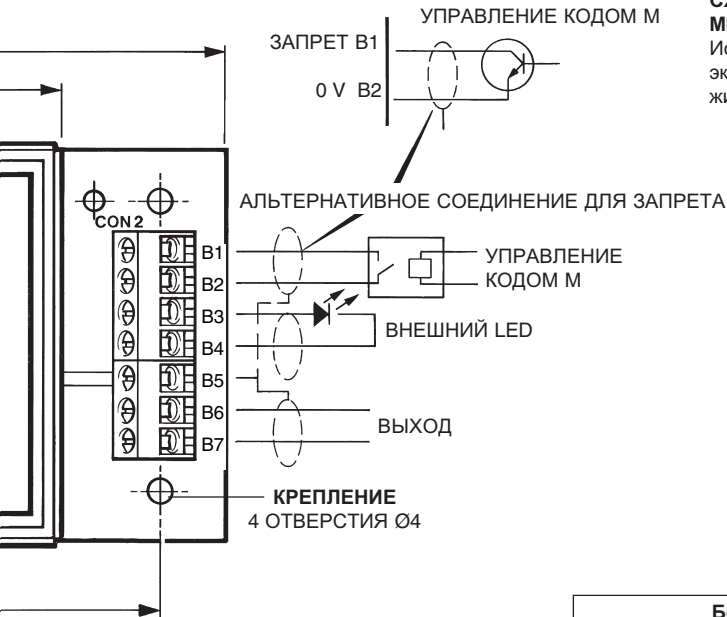 УПРАВЛЕНИЕ КОДОМ М
ЗАПРЕТ В1
0 V В2
АЛЬТЕРНАТИВНОЕ СОЕДИНЕНИЕ ДЛЯ ЗАПРЕТА
CON 2
B1
B2
B3
B4
B5
B6
B7
УПРАВЛЕНИЕ
КОДОМ М
ВНЕШНИЙ LED
ВЫХОД
КРЕПЛЕНИЕ
4 ОТВЕРСТИЯ Ø4